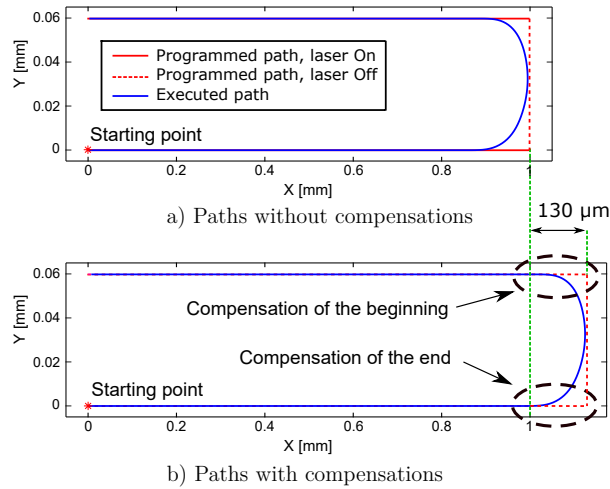 0.06
0.04
0.02
0
Y [mm]
Programmed path, laser On
Programmed path, laser Off
Executed path
Starting point
0 0.2 0.4 0.6 0.8 1
X [mm]
a) Paths without compensations
130 µm
0.06
0.04
0.02
0
Y [mm]
Compensation of the beginning
Compensation of the end
Starting point
0 0.2 0.4 0.6 0.8 1
X [mm]
b) Paths with compensations